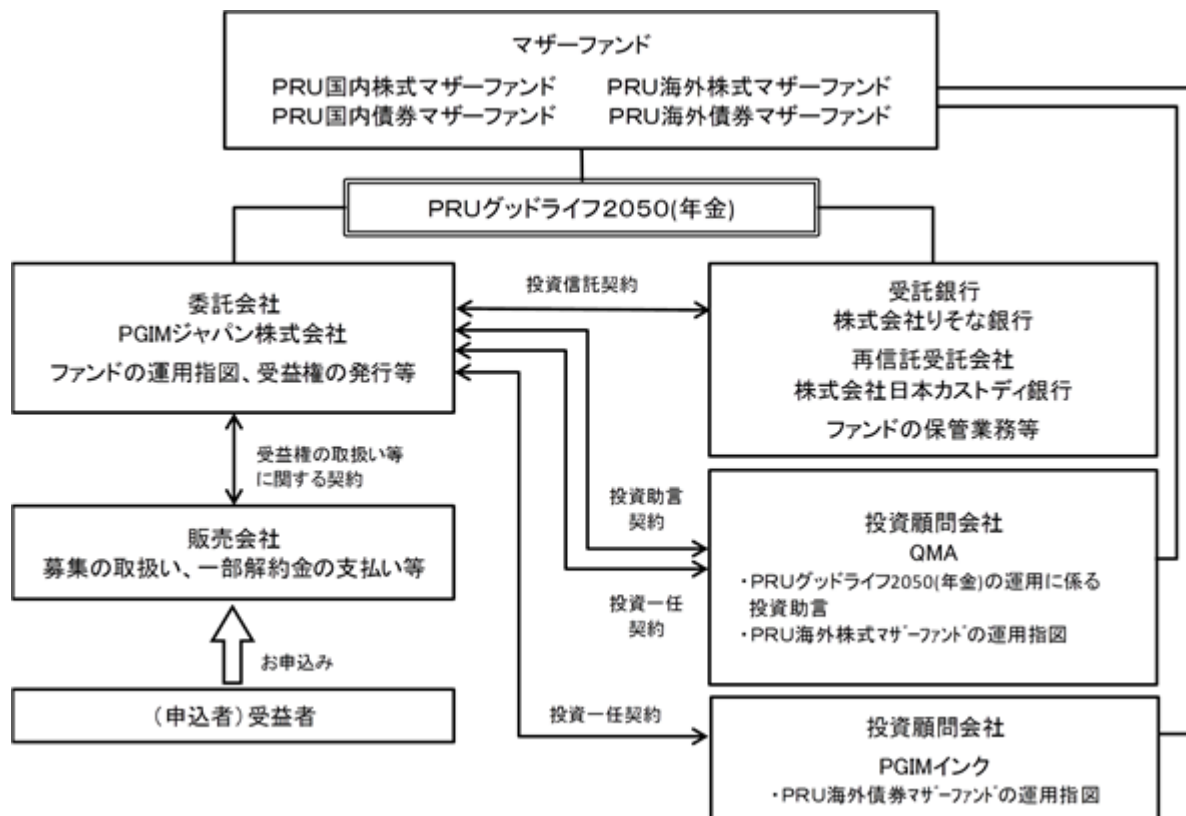 マザーファンド
PRU国内株式マザーファンド PRU海外株式マザーファンド
PRU国内債券マザーファンド PRU海外債券マザーファンド
PRUグッドライフ2050(年金)
委託会社
PGIMジャパン株式会社
ファンドの運用指図、受益権の発行等
投資信託契約
受託銀行
株式会社りそな銀行
再信託受託会社
株式会社日本カストディ銀行
ファンドの保管業務等
受益権の取扱い等
に関する契約
販売会社
募集の取扱い、一部解約金の支払い等
お申込み
(申込者)受益者
投資助言
契約
投資一任
契約
投資顧問会社
QMA
・PRUグッドライフ2050(年金)の運用に係る
投資助言
・PRU海外株式マザーファンドの運用指図
投資一任契約
投資顧問会社
PGIMインク
・PRU海外債券マザーファンドの運用指図